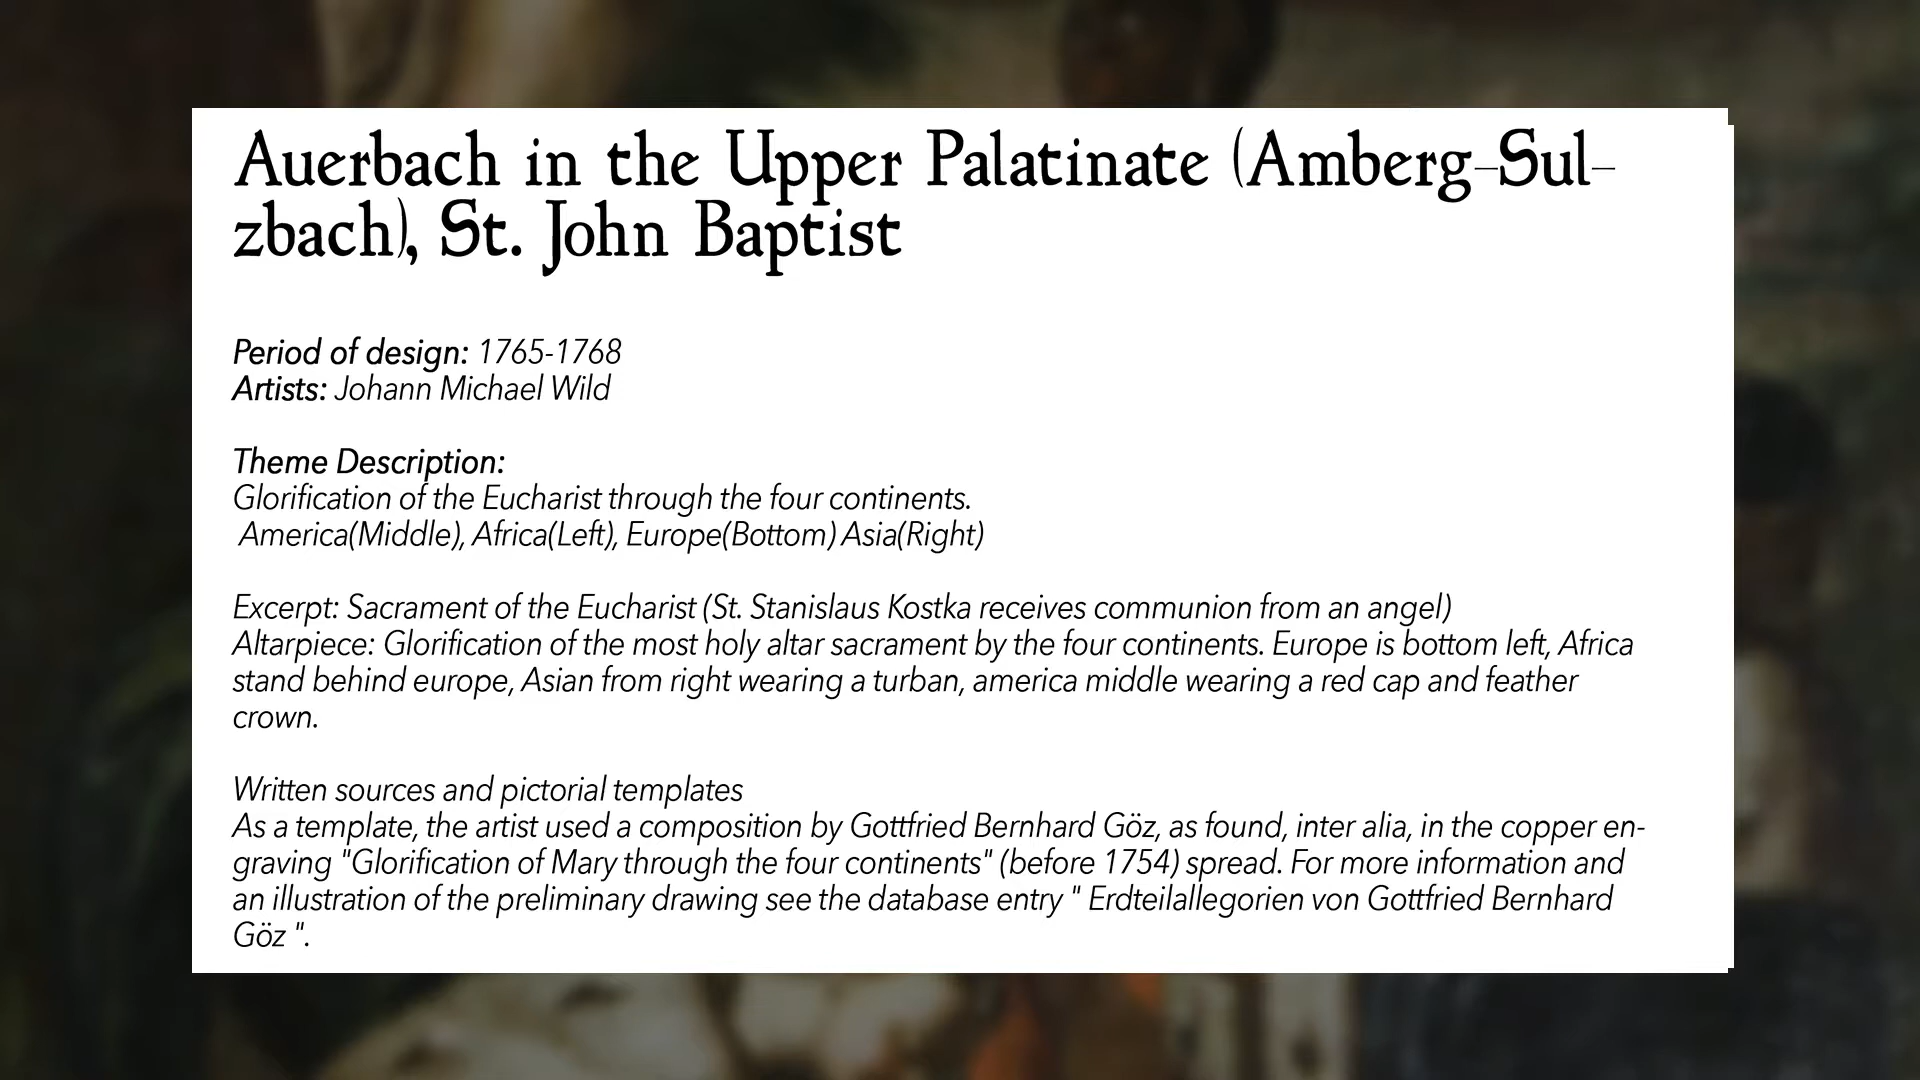 Auerbach in the Upper Palatinate (Amberg-Sul-
zbach), St. John Baptist
Period of design: 1765-1768
Artists: Johann Michael Wild
Theme Description:
Glorification of the Eucharist through the four continents.
America(Middle), Africa(Left), Europe(Bottom) Asia(Right)
Excerpt: Sacrament of the Eucharist (St. Stanislaus Kostka receives communion from an angel)
Altarpiece: Glorification of the most holy altar sacrament by the four continents. Europe is bottom left, Africa
stand behind europe, Asian from right wearing a turban, america middle wearing a red cap and feather
crown.
Written sources and pictorial templates
As a template, the artist used a composition by Gottfried Bernhard Göz, as found, inter alia, in the copper en-
graving "Glorification of Mary through the four continents" (before 1754) spread. For more information and
an illustration of the preliminary drawing see the database entry " Erdteilallegorien von Gottfried Bernhard
Göz ".